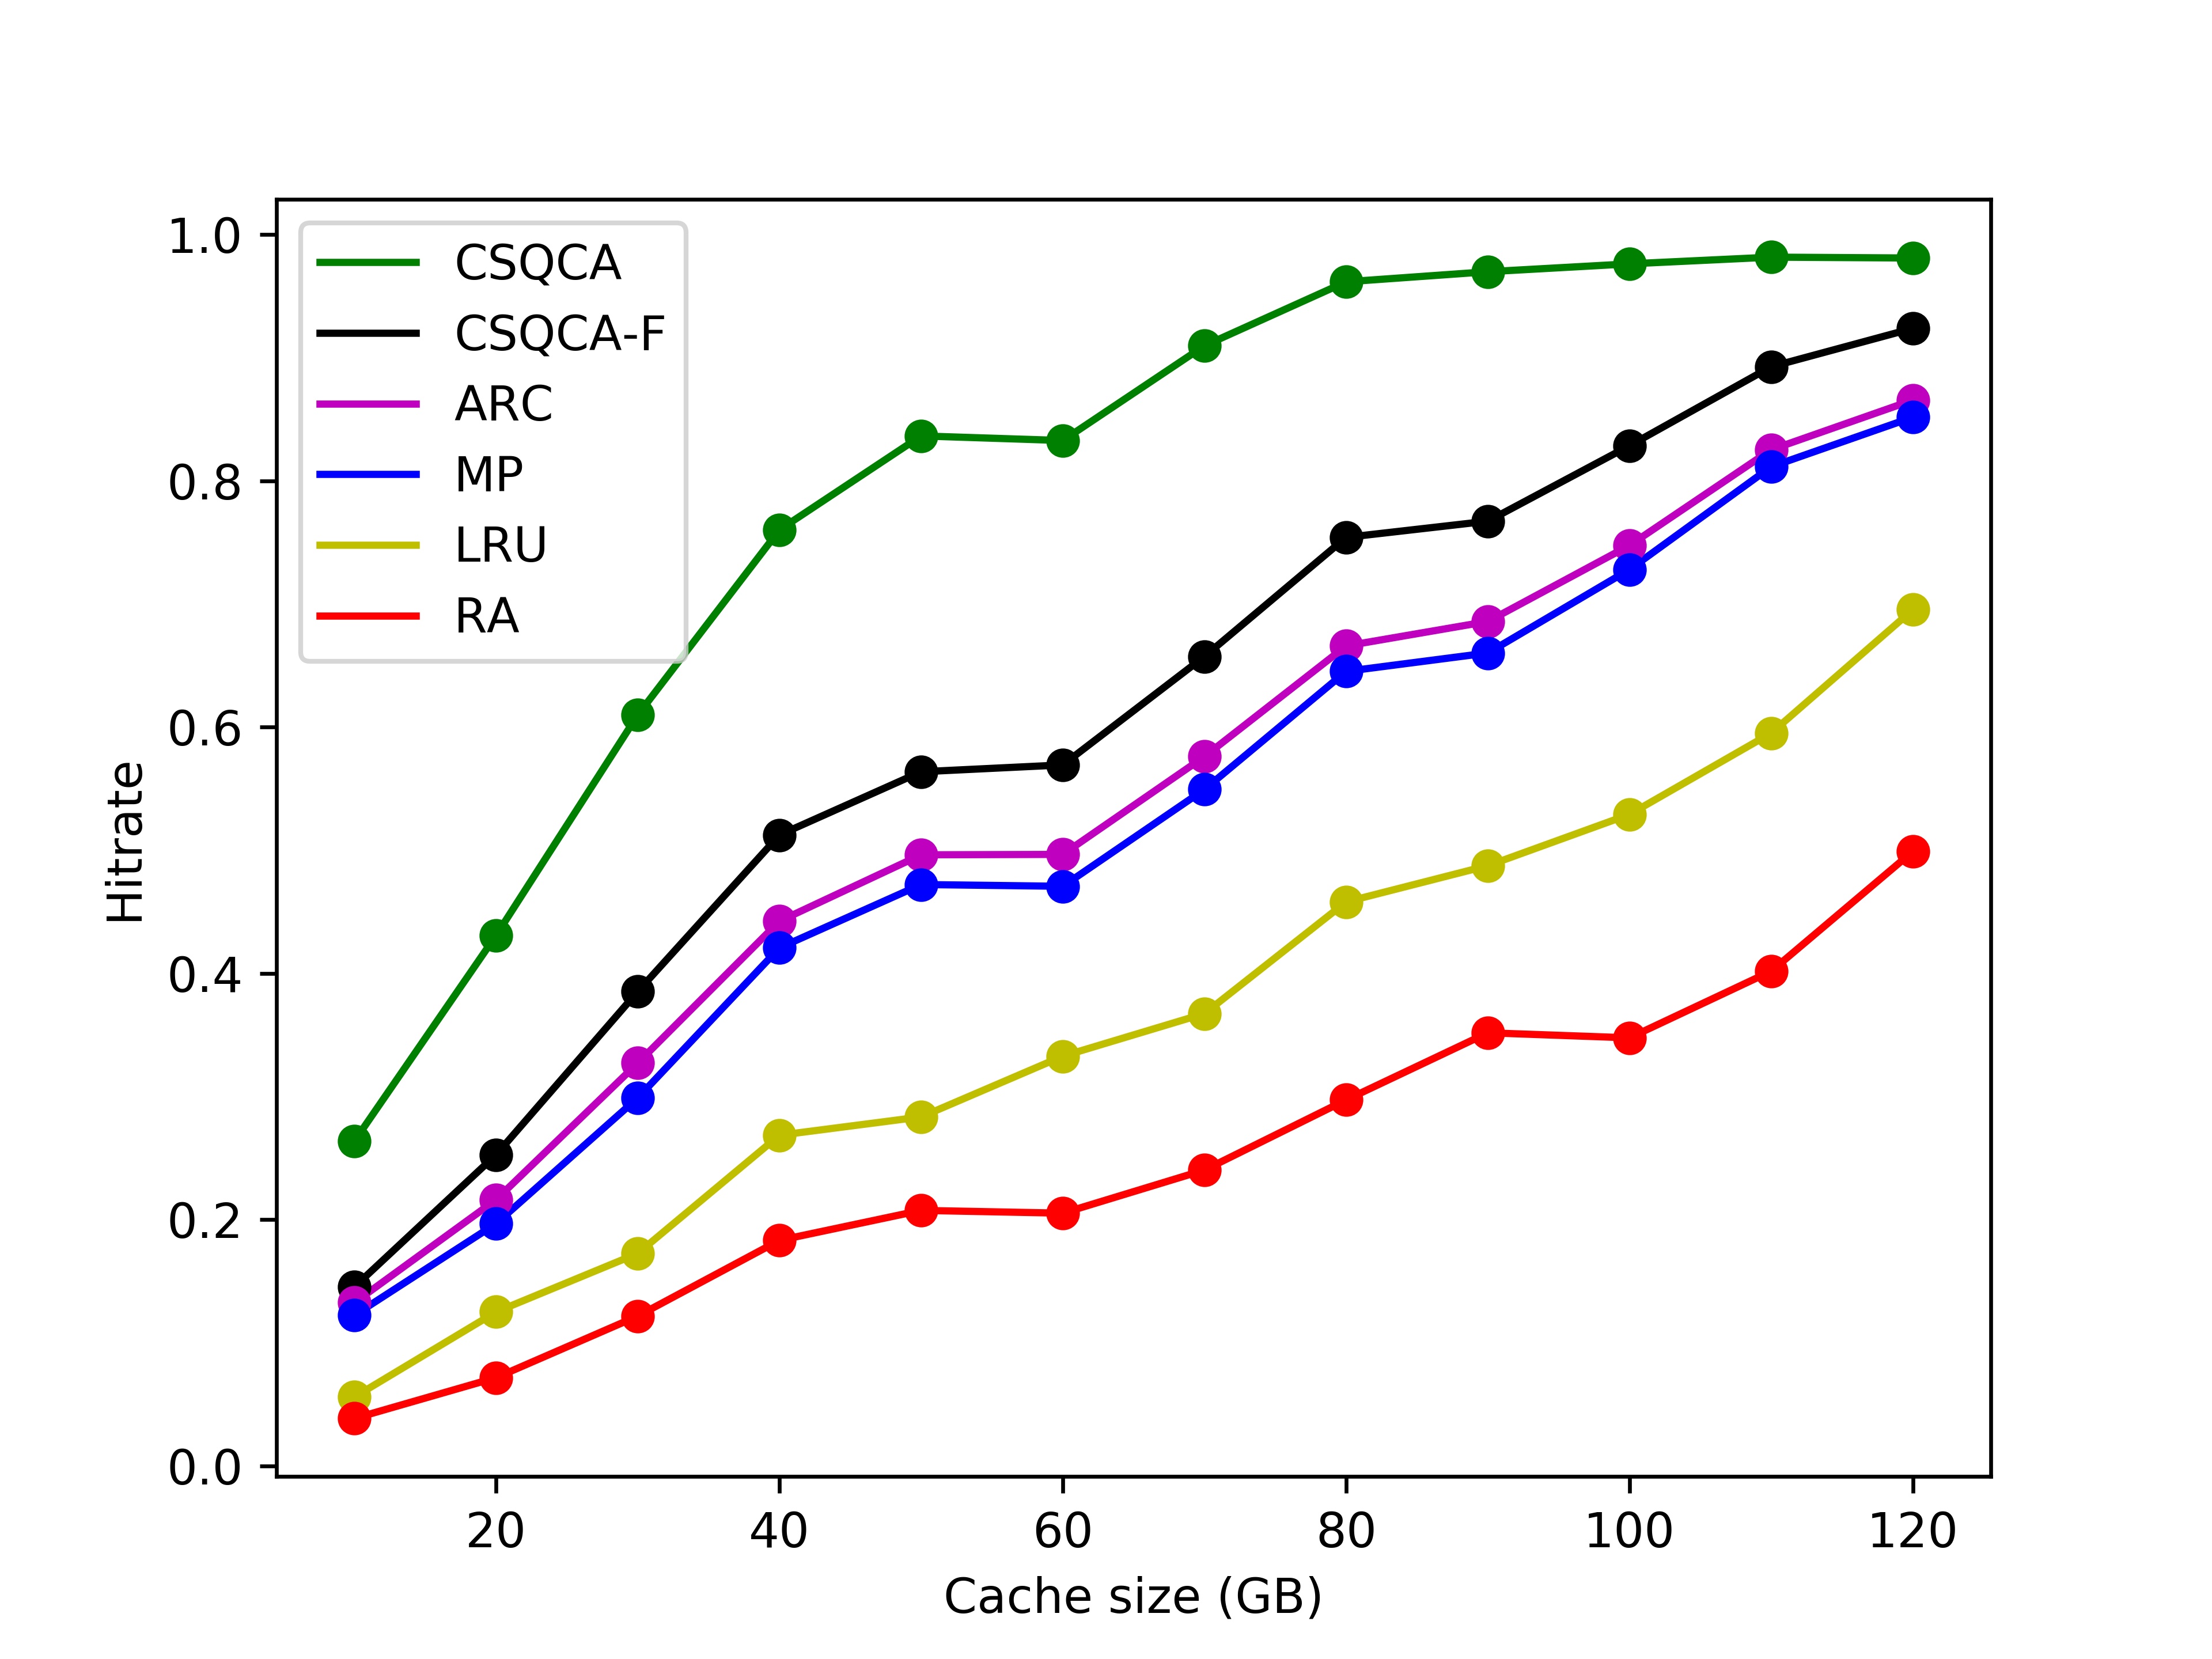 CSQCA
CSQCA-F
ARC
MP
LRU
RA
1.0
0.8
0.6
0.4
0.2
0.0
Hitrate
20 40 60 80 100 120
Cache size (GB)